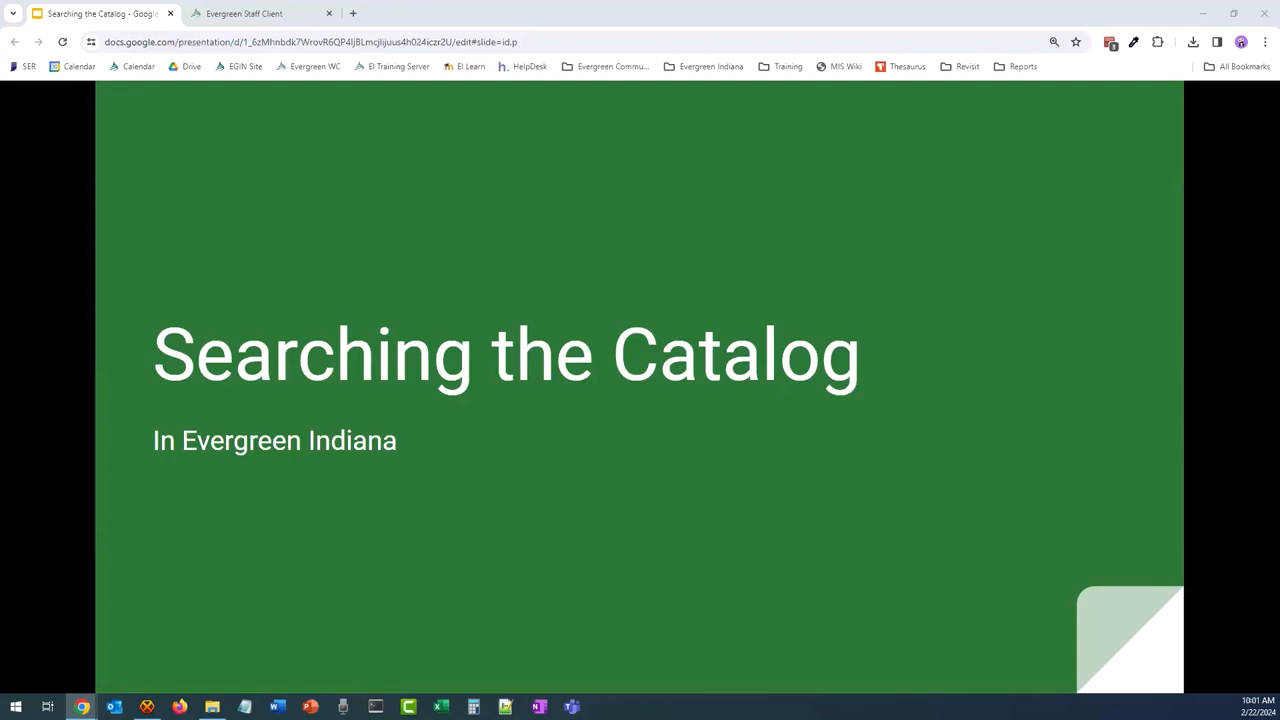 Searching the Catalog - Google
Evergreen Staff Client
docs.google.com/presentation/d/1_6zMhnbdk7WrovR6QP4IjBLmcjlijuus4h024iczr2U/edit#slide=id.p
SER
Calendar
Calendar
Drive
EGIN Site
Evergreen WC
EI Training Server
EI Learn
HelpDesk
Evergreen Commu...
Evergreen Indiana
Training
MIS Wiki
Thesaurus
Revisit
Reports
All Bookmarks
Searching the Catalog
In Evergreen Indiana
10:01 AM
2/22/2024